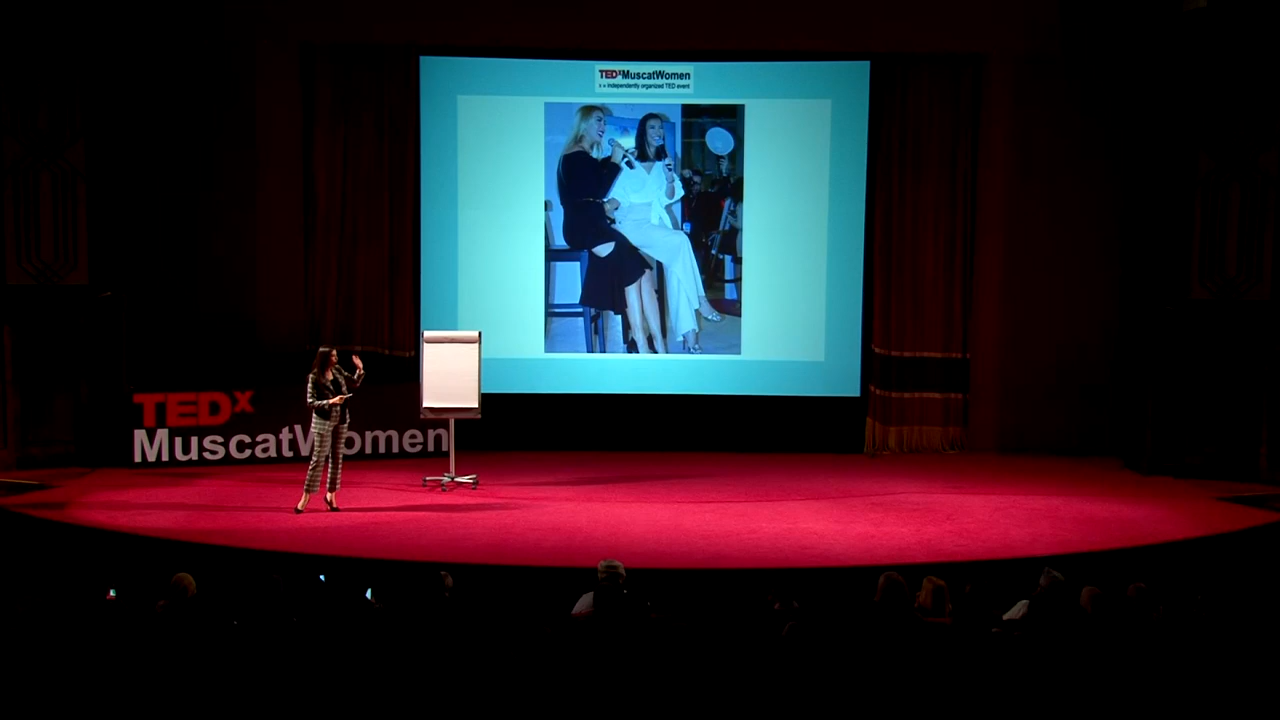 TEDxMuscatWomen
x = independently organized TED event
TEDx
MuscatWomen